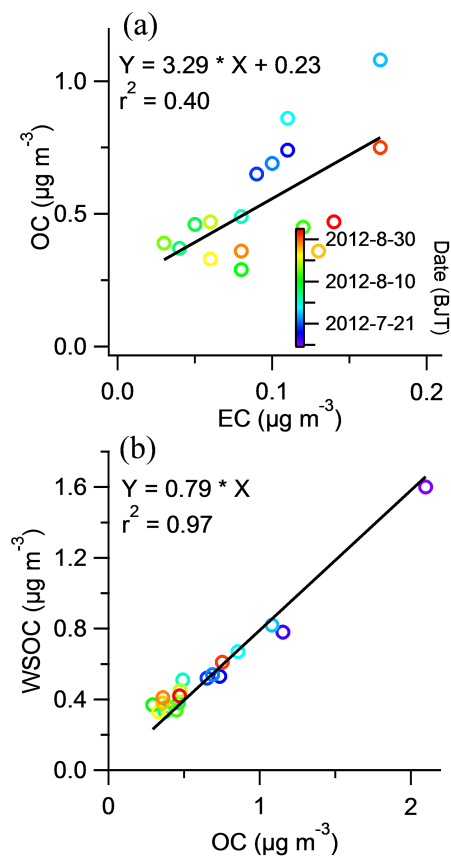 (a)
Y = 3.29 * X + 0.23
r² = 0.40
1.0
0.5
0.0
OC (µg m⁻³)
2012-8-30
2012-8-10
2012-7-21
Date (BJT)
0.0 0.1 0.2
EC (µg m⁻³)
(b)
Y = 0.79 * X
r² = 0.97
1.6
1.2
0.8
0.4
0.0
WSOC (µg m⁻³)
0 1 2
OC (µg m⁻³)